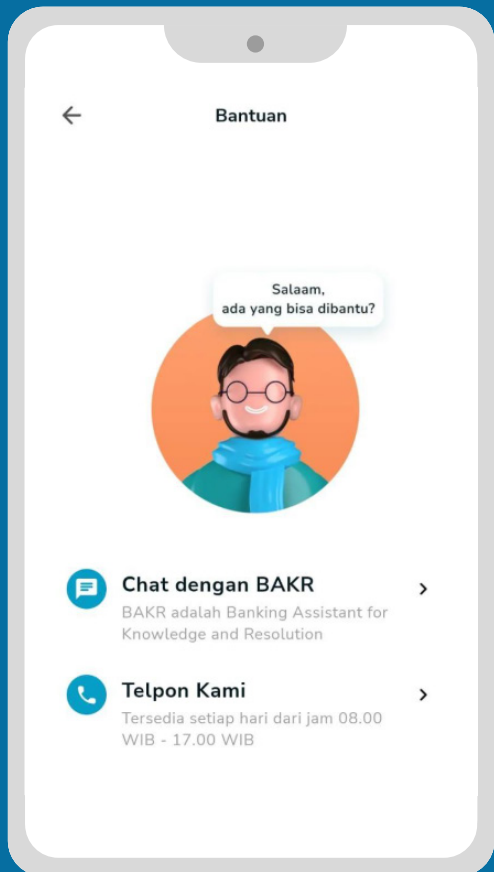 Bantuan
Salaam,
ada yang bisa dibantu?
Chat dengan BAKR
BAKR adalah Banking Assistant for
Knowledge and Resolution
Telpon Kami
Tersedia setiap hari dari jam 08.00
WIB - 17.00 WIB